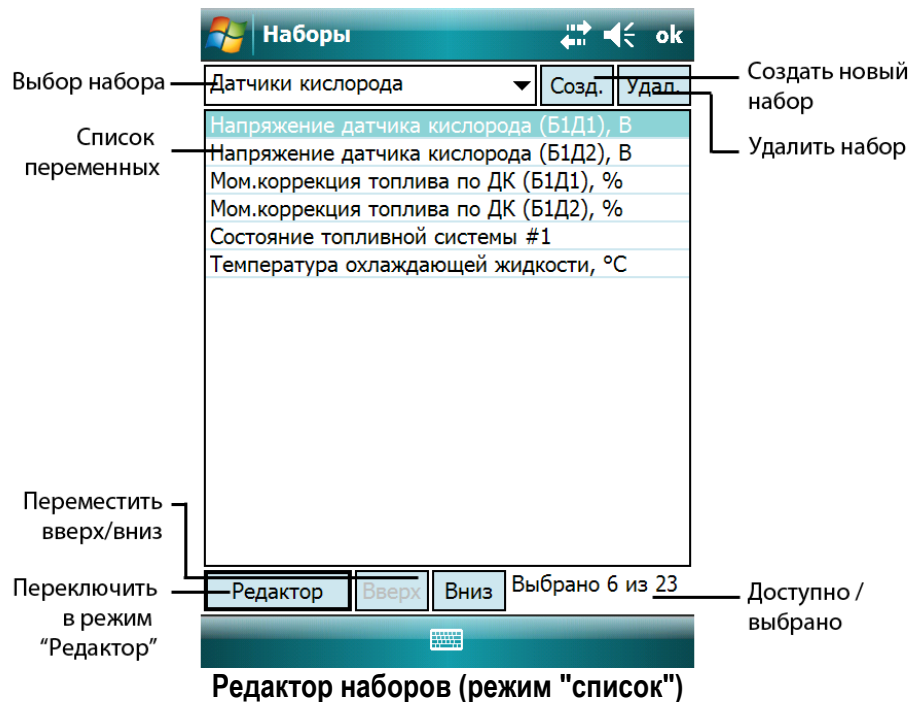 Наборы
ok
Выбор набора
Датчики кислорода
Созд.
Удал.
Создать новый
набор
Удалить набор
Список
переменных
Напряжение датчика кислорода (Б1Д1), В
Напряжение датчика кислорода (Б1Д2), В
Мом.коррекция топлива по ДК (Б1Д1), %
Мом.коррекция топлива по ДК (Б1Д2), %
Состояние топливной системы #1
Температура охлаждающей жидкости, °C
Переместить
вверх/вниз
Переключить
в режим
“Редактор”
Редактор
Вверх
Вниз
Выбрано 6 из 23
Доступно /
выбрано
Редактор наборов (режим "список")